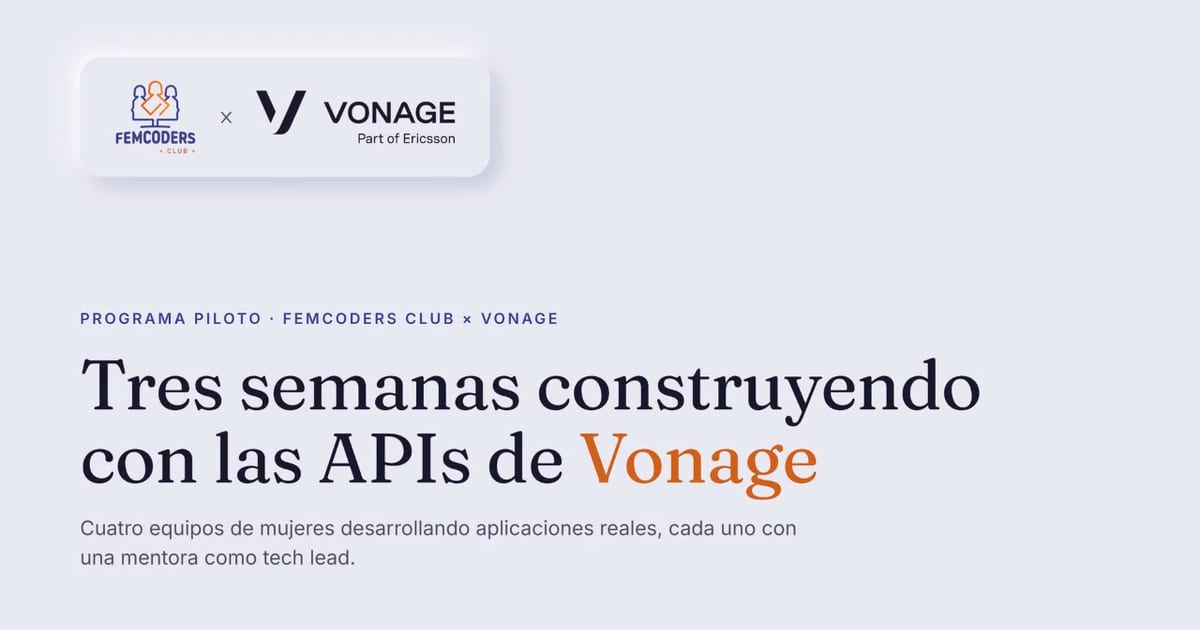 FEMCODERS
< CLUB >
x
VONAGE
Part of Ericsson
PROGRAMA PILOTO · FEMCODERS CLUB × VONAGE
Tres semanas construyendo
con las APIs de Vonage
Cuatro equipos de mujeres desarrollando aplicaciones reales, cada uno con
una mentora como tech lead.